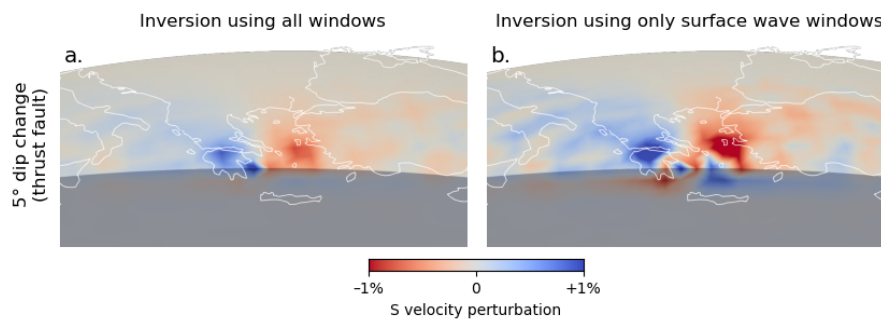 Inversion using all windows
Inversion using only surface wave windows
a.
b.
5° dip change
(thrust fault)
–1%
0
+1%
S velocity perturbation